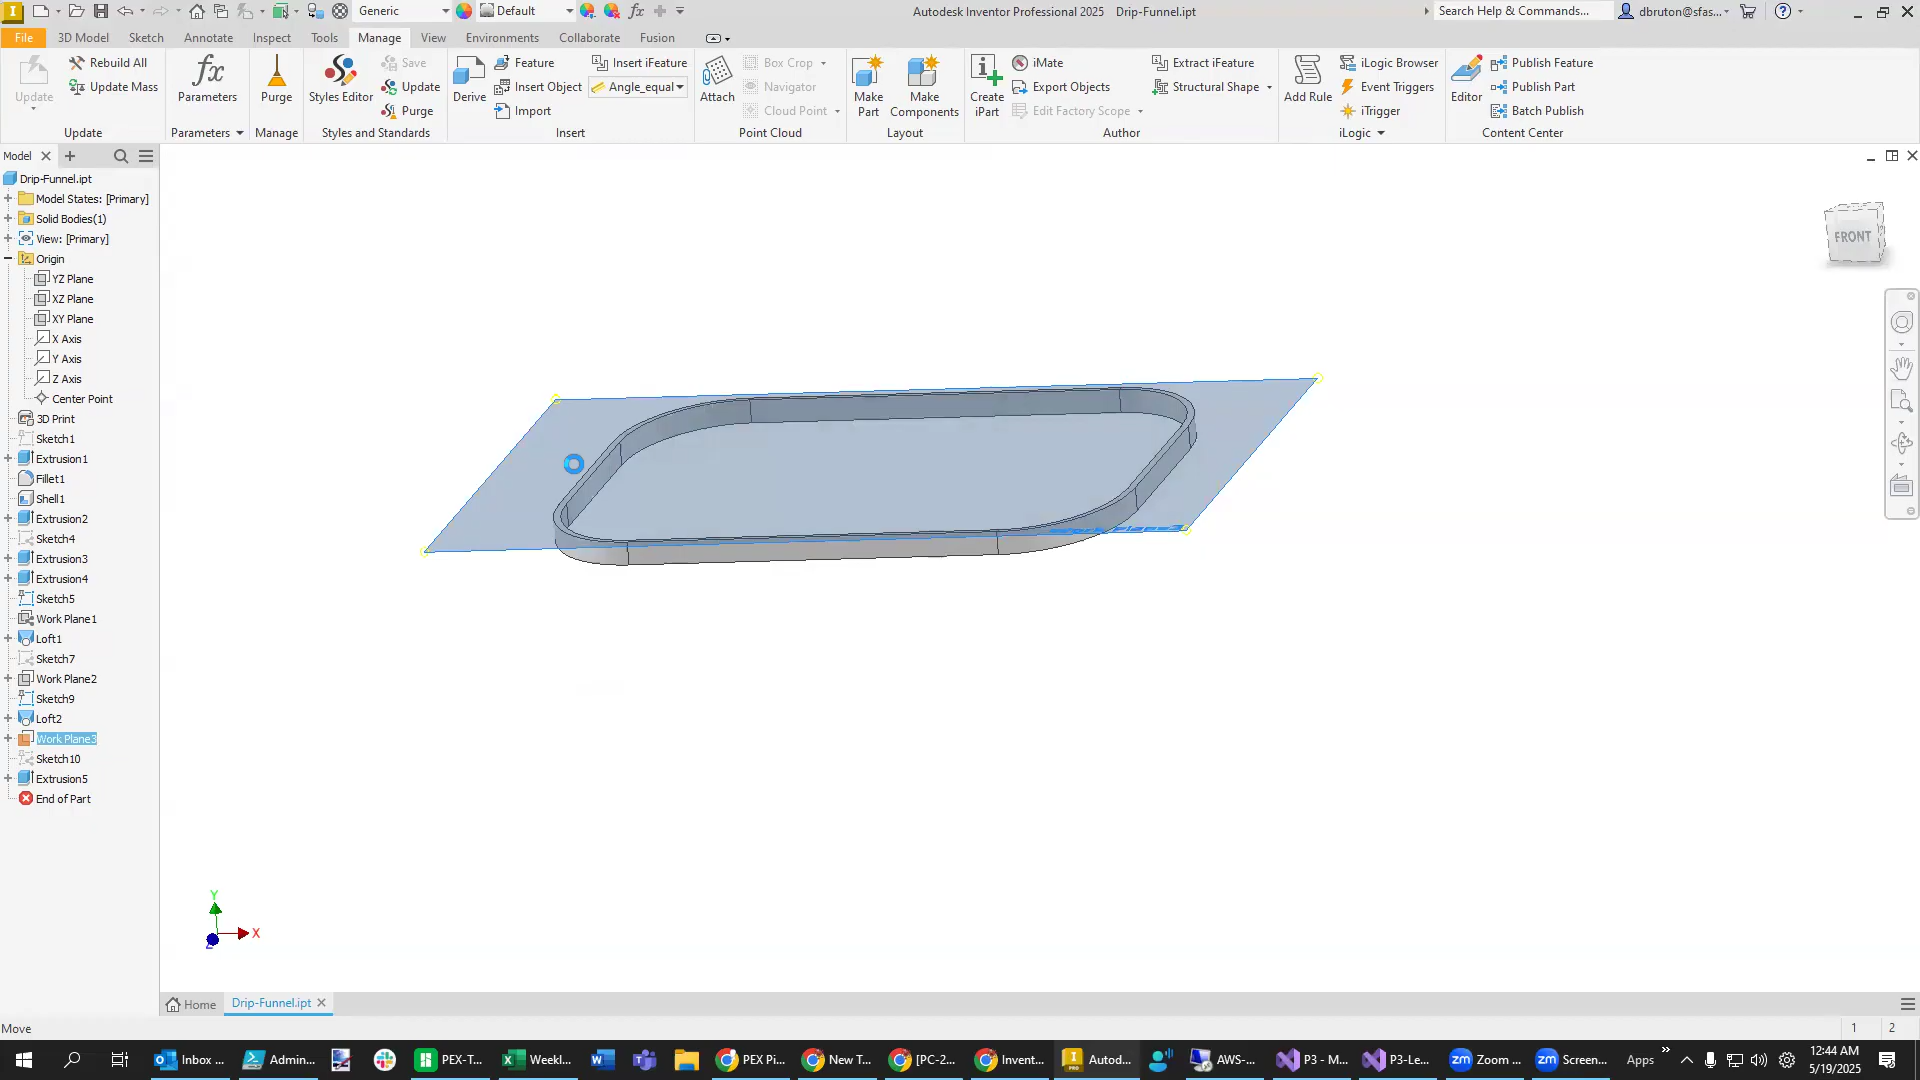 Generic
Default
Autodesk Inventor Professional 2025 Drip-Funnel.ipt
Search Help & Commands...
dbruton@sfas...
File 3D Model Sketch Annotate Inspect Tools Manage View Environments Collaborate Fusion
Update
Rebuild All
Update Mass
Update
Parameters
Parameters
Purge
Manage
Styles Editor
Save
Update
Purge
Styles and Standards
Derive
Feature
Insert Object
Import
Insert iFeature
Angle_equal
Insert
Attach
Box Crop
Navigator
Cloud Point
Point Cloud
Make
Part
Make
Components
Layout
Create
iPart
iMate
Export Objects
Edit Factory Scope
Extract iFeature
Structural Shape
Author
Add Rule
iLogic Browser
Event Triggers
iTrigger
iLogic
Editor
Publish Feature
Publish Part
Batch Publish
Content Center
Model
Drip-Funnel.ipt
Model States: [Primary]
Solid Bodies(1)
View: [Primary]
Origin
YZ Plane
XZ Plane
XY Plane
X Axis
Y Axis
Z Axis
Center Point
3D Print
Sketch1
Extrusion1
Fillet1
Shell1
Extrusion2
Sketch4
Extrusion3
Extrusion4
Sketch5
Work Plane1
Loft1
Sketch7
Work Plane2
Sketch9
Loft2
Work Plane3
Sketch10
Extrusion5
End of Part
FRONT
Y
X
Z
Home
Drip-Funnel.ipt
Move
1 2
Inbox ...
Admin...
PEX-T...
Weekl...
PEX Pi...
New T...
[PC-2...
Invent...
Autod...
AWS-...
P3 - M...
P3-Le...
Zoom ...
Screen...
Apps
12:44 AM
5/19/2025